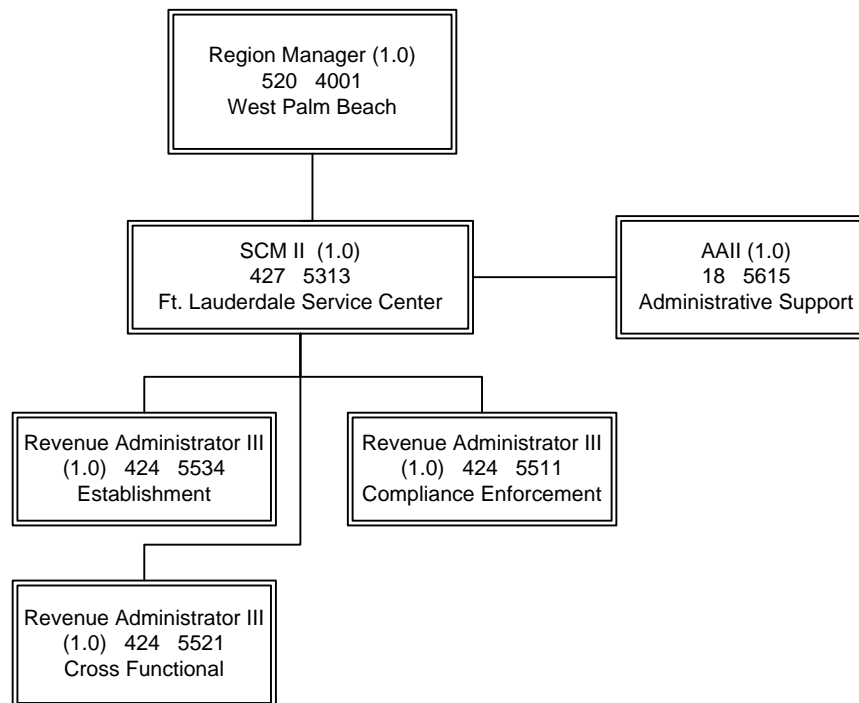 Region Manager (1.0)
520 4001
West Palm Beach
SCM II (1.0)
427 5313
Ft. Lauderdale Service Center
AAII (1.0)
18 5615
Administrative Support
Revenue Administrator III
(1.0) 424 5534
Establishment
Revenue Administrator III
(1.0) 424 5511
Compliance Enforcement
Revenue Administrator III
(1.0) 424 5521
Cross Functional